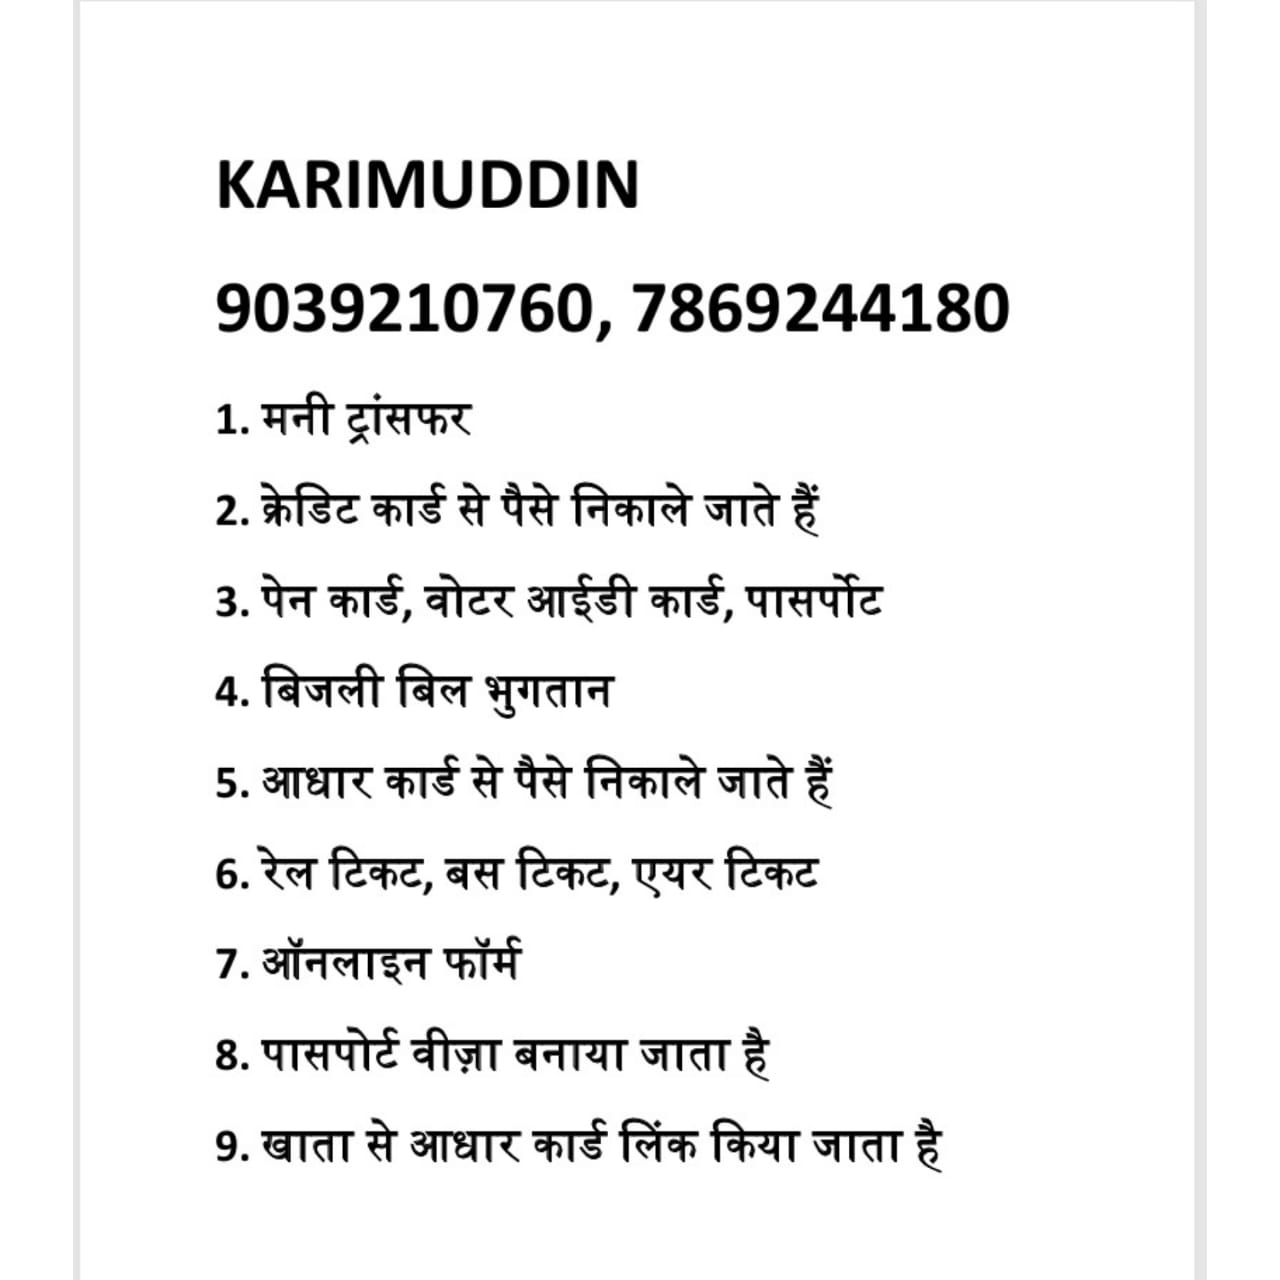 KARIMUDDIN
9039210760, 7869244180
1. मनी ट्रांसफर
2. क्रेडिट कार्ड से पैसे निकाले जाते हैं
3. पेन कार्ड, वोटर आईडी कार्ड, पासर्पोट
4. बिजली बिल भुगतान
5. आधार कार्ड से पैसे निकाले जाते हैं
6. रेल टिकट, बस टिकट, एयर टिकट
7. ऑनलाइन फॉर्म
8. पासपोर्ट वीज़ा बनाया जाता है
9. खाता से आधार कार्ड लिंक किया जाता है